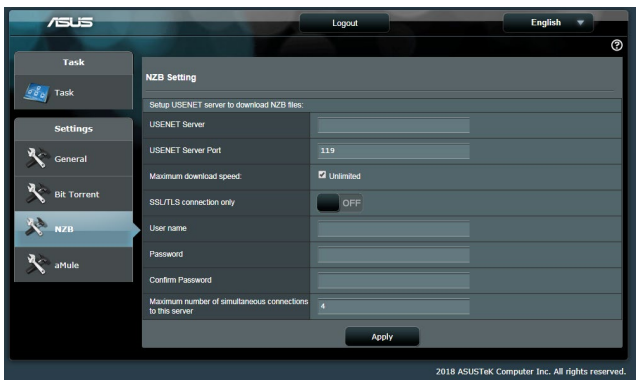 ASUS
Logout
English
?
Task
Task
Settings
General
Bit Torrent
NZB
aMule
NZB Setting
Setup USENET server to download NZB files:
USENET Server
USENET Server Port 119
Maximum download speed: Unlimited
SSL/TLS connection only OFF
User name
Password
Confirm Password
Maximum number of simultaneous connections
to this server 4
Apply
2018 ASUSTeK Computer Inc. All rights reserved.